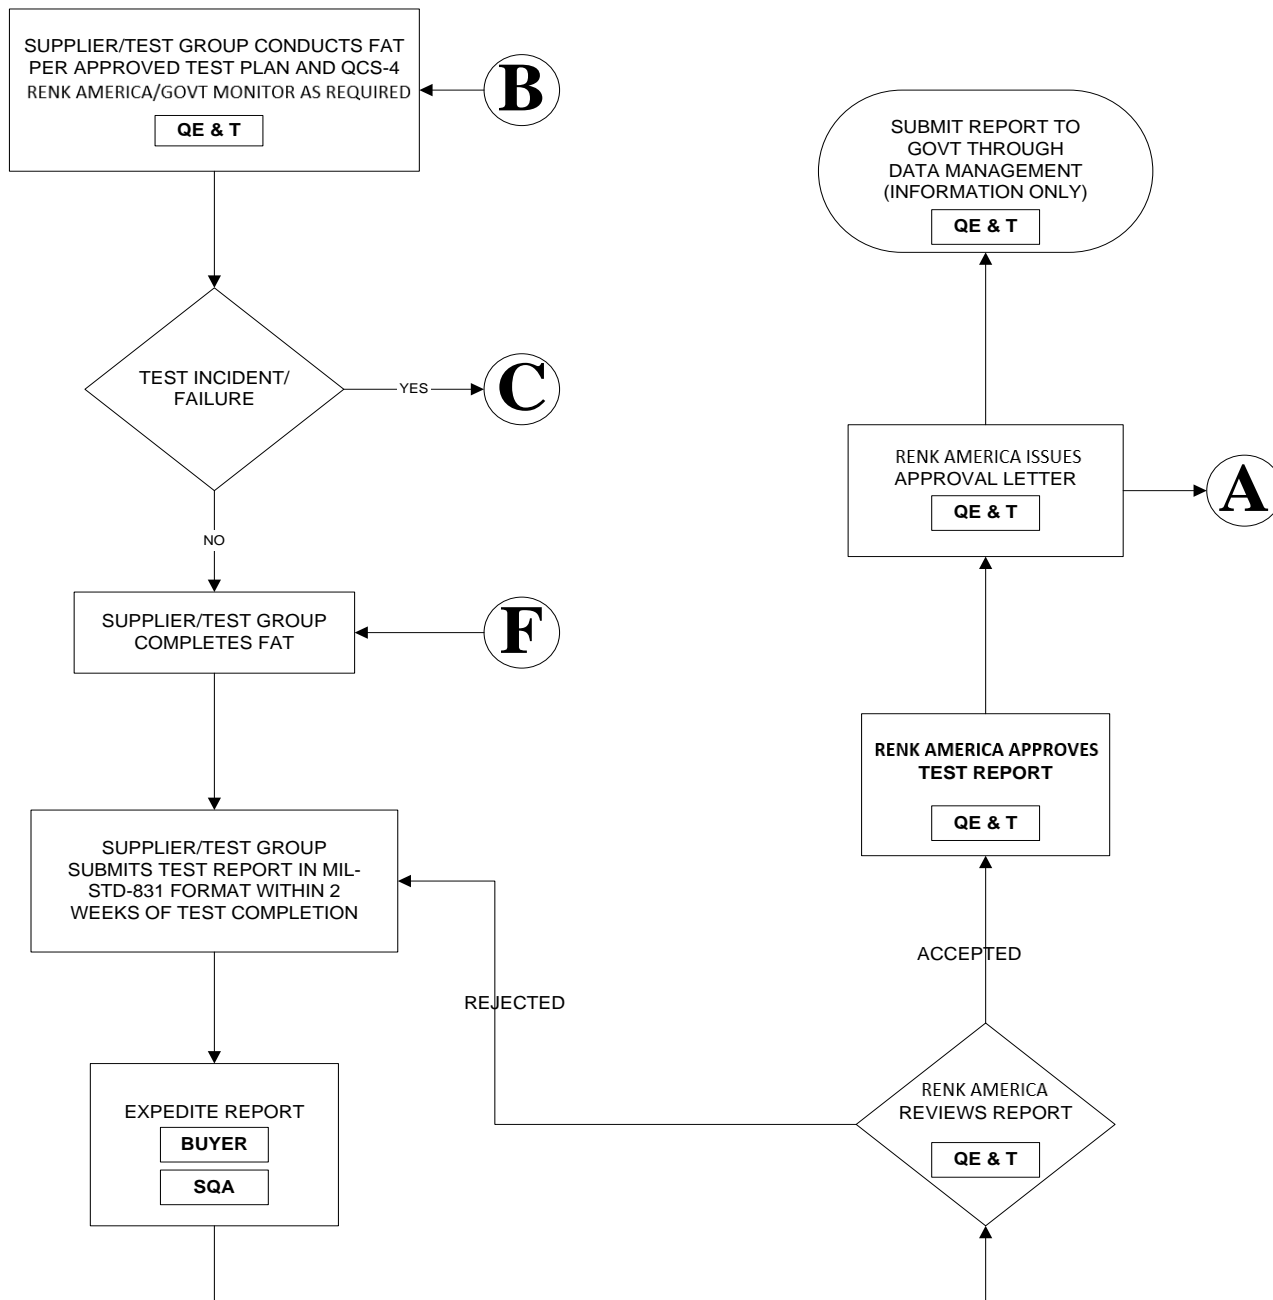 SUPPLIER/TEST GROUP CONDUCTS FAT
PER APPROVED TEST PLAN AND QCS-4
RENK AMERICA/GOVT MONITOR AS REQUIRED
QE & T
B
TEST INCIDENT/
FAILURE
YES
C
NO
SUPPLIER/TEST GROUP
COMPLETES FAT
F
SUPPLIER/TEST GROUP
SUBMITS TEST REPORT IN MIL-
STD-831 FORMAT WITHIN 2
WEEKS OF TEST COMPLETION
EXPEDITE REPORT
BUYER
SQA
REJECTED
RENK AMERICA
REVIEWS REPORT
QE & T
ACCEPTED
RENK AMERICA APPROVES
TEST REPORT
QE & T
RENK AMERICA ISSUES
APPROVAL LETTER
QE & T
A
SUBMIT REPORT TO
GOVT THROUGH
DATA MANAGEMENT
(INFORMATION ONLY)
QE & T